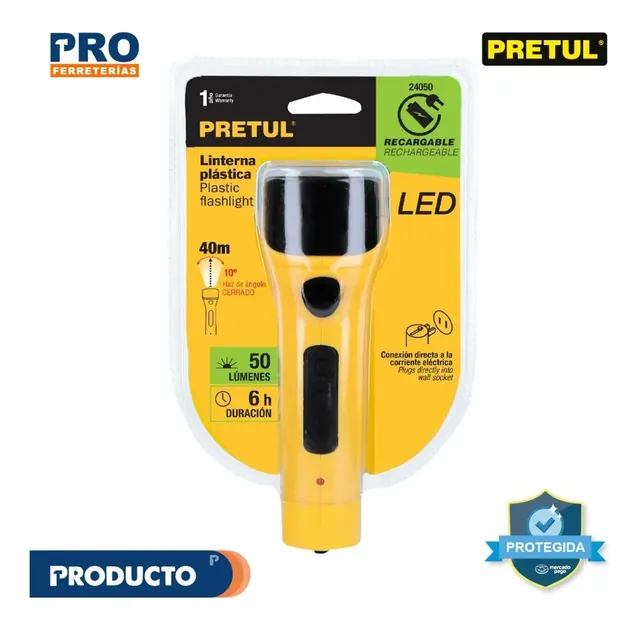 PRO
FERRETERÍAS
PRETUL®
1 año Garantía
Warranty
PRETUL®
24050
RECARGABLE
RECHARGEABLE
Linterna
plástica
Plastic
flashlight
LED
40m
10°
Haz de ángulo
CERRADO
Conexión directa a la
corriente eléctrica
Plugs directly into
wall socket
50
LÚMENES
6 h
DURACIÓN
PRODUCTO
P
PROTEGIDA
mercado
pago